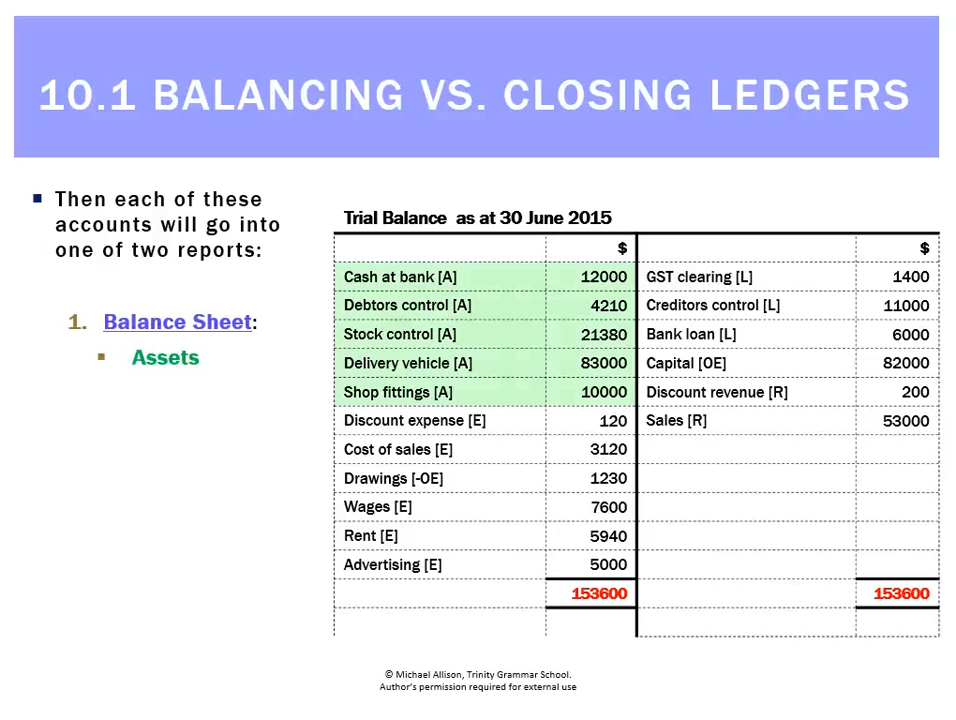 10.1 BALANCING VS. CLOSING LEDGERS
▪ Then each of these
accounts will go into
one of two reports:
1. Balance Sheet:
▪ Assets
Trial Balance as at 30 June 2015
$ $
Cash at bank [A] 12000 GST clearing [L] 1400
Debtors control [A] 4210 Creditors control [L] 11000
Stock control [A] 21380 Bank loan [L] 6000
Delivery vehicle [A] 83000 Capital [OE] 82000
Shop fittings [A] 10000 Discount revenue [R] 200
Discount expense [E] 120 Sales [R] 53000
Cost of sales [E] 3120
Drawings [-OE] 1230
Wages [E] 7600
Rent [E] 5940
Advertising [E] 5000
153600 153600
© Michael Allison, Trinity Grammar School.
Author's permission required for external use